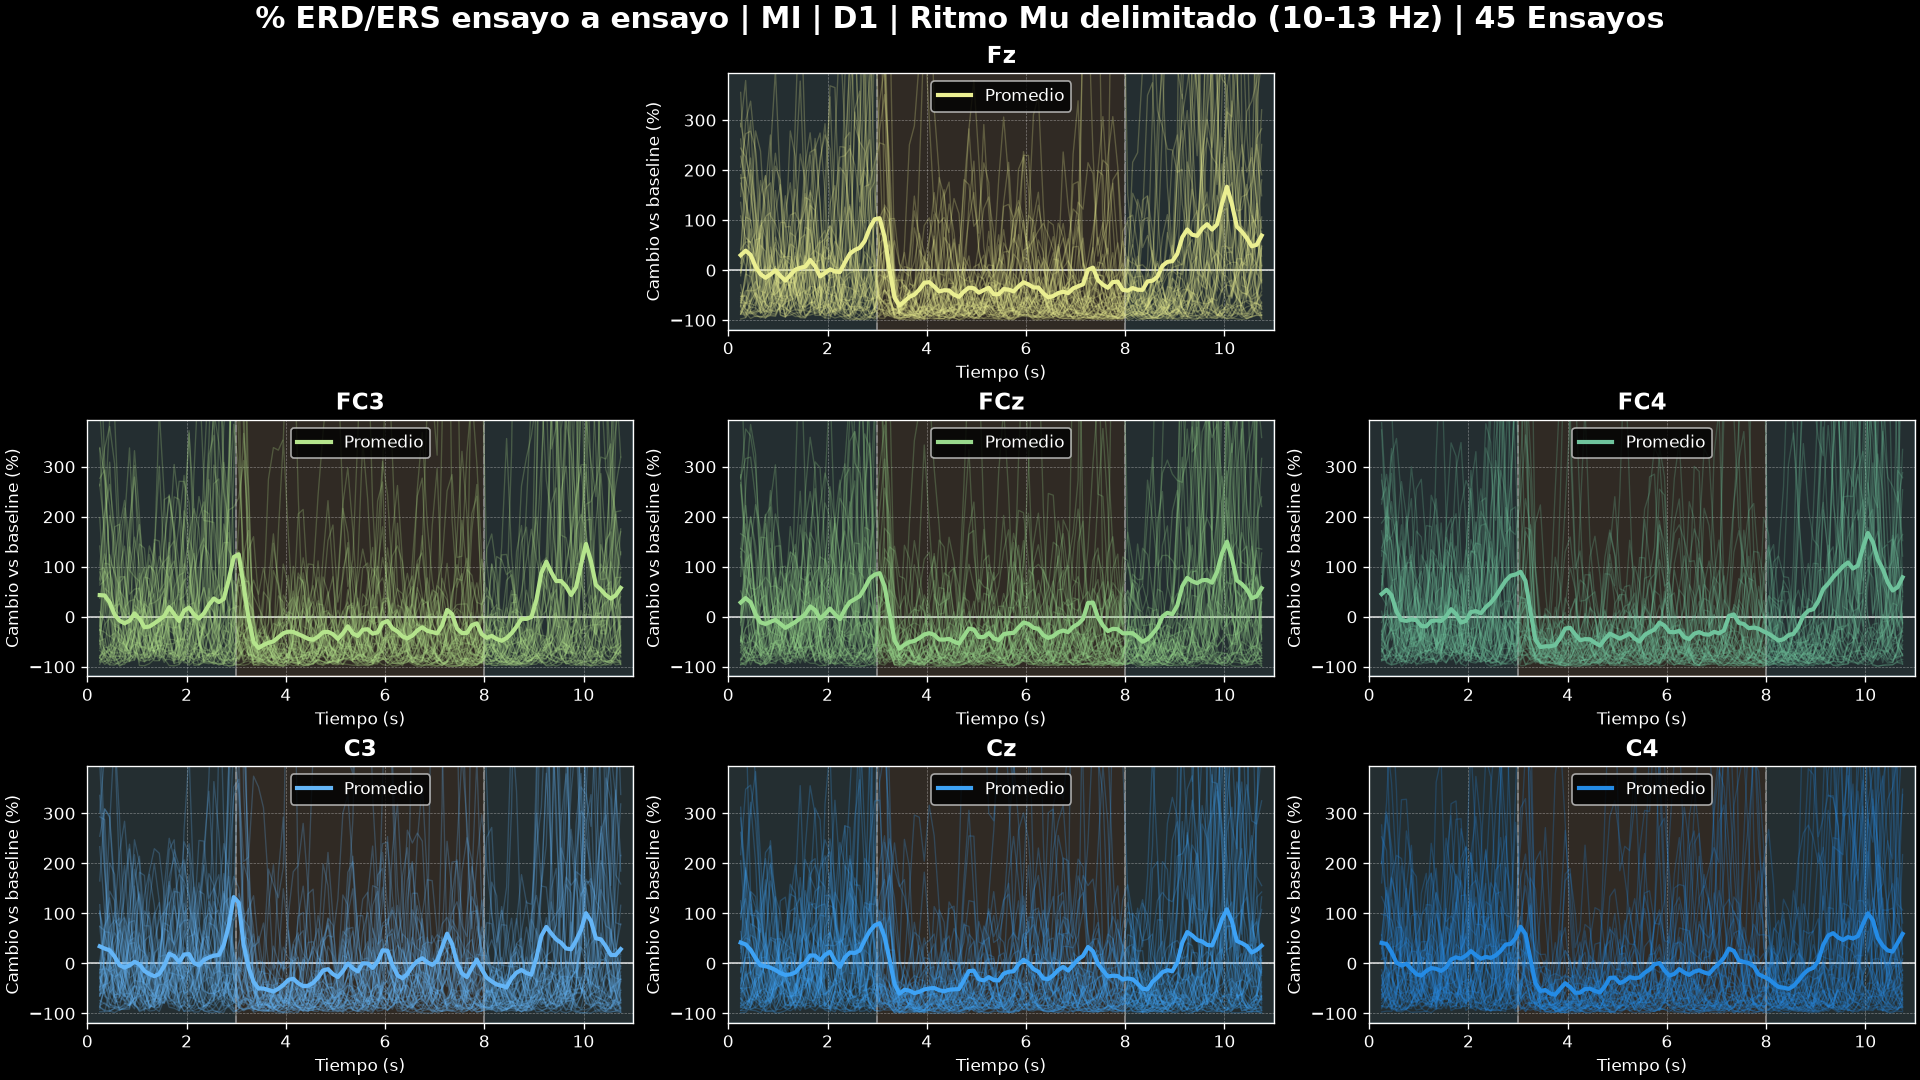 % ERD/ERS ensayo a ensayo | MI | D1 | Ritmo Mu delimitado (10-13 Hz) | 45 Ensayos
Fz
Cambio vs baseline (%)
300
200
100
0
−100
Promedio
0 2 4 6 8 10
Tiempo (s)
FC3
Cambio vs baseline (%)
300
200
100
0
−100
Promedio
0 2 4 6 8 10
Tiempo (s)
FCz
Cambio vs baseline (%)
300
200
100
0
−100
Promedio
0 2 4 6 8 10
Tiempo (s)
FC4
Cambio vs baseline (%)
300
200
100
0
−100
Promedio
0 2 4 6 8 10
Tiempo (s)
C3
Cambio vs baseline (%)
300
200
100
0
−100
Promedio
0 2 4 6 8 10
Tiempo (s)
Cz
Cambio vs baseline (%)
300
200
100
0
−100
Promedio
0 2 4 6 8 10
Tiempo (s)
C4
Cambio vs baseline (%)
300
200
100
0
−100
Promedio
0 2 4 6 8 10
Tiempo (s)